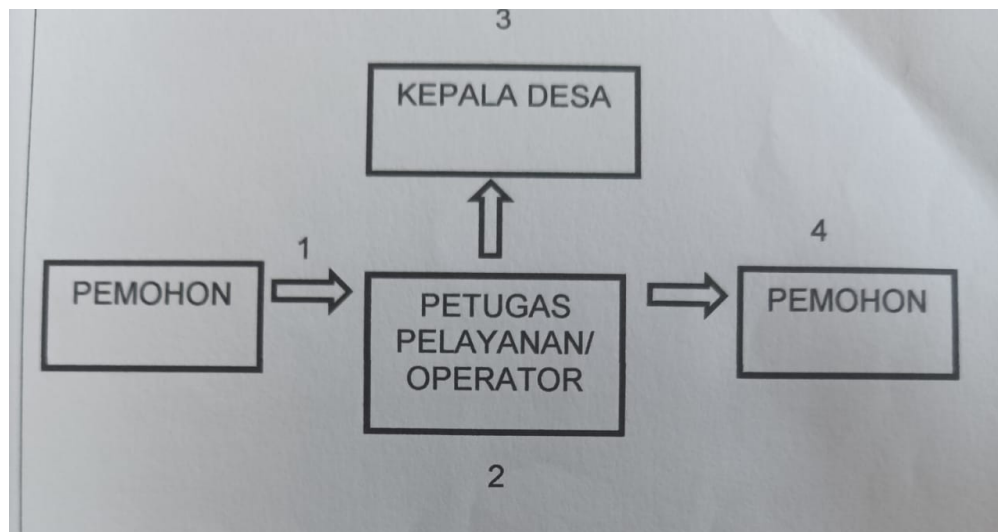 3
KEPALA DESA
1
4
PEMOHON
PETUGAS
PELAYANAN/
OPERATOR
PEMOHON
2